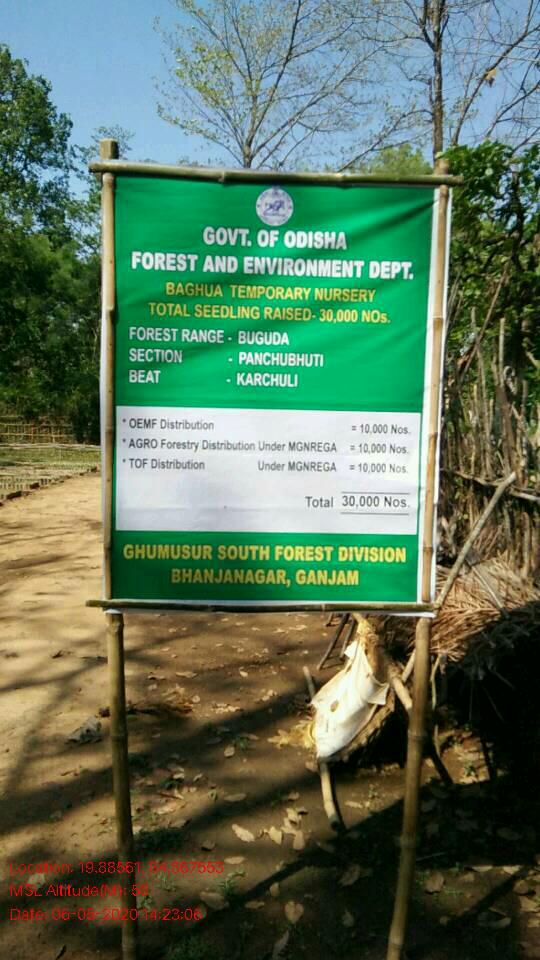 GOVT. OF ODISHA
FOREST AND ENVIRONMENT DEPT.
BAGHUA TEMPORARY NURSERY
TOTAL SEEDLING RAISED- 30,000 NOs.
FOREST RANGE - BUGUDA
SECTION - PANCHUBHUTI
BEAT - KARCHULI
* OEMF Distribution = 10,000 Nos.
* AGRO Forestry Distribution Under MGNREGA = 10,000 Nos.
* TOF Distribution Under MGNREGA = 10,000 Nos.
Total 30,000 Nos.
GHUMUSUR SOUTH FOREST DIVISION
BHANJANAGAR, GANJAM
Location: 19.88561, 84.667553
MSL Altitude(M): 52
Date: 06-05-2020 14:23:06